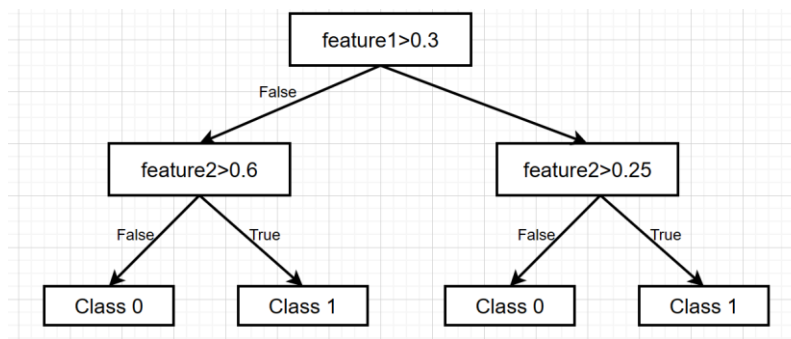 feature1>0.3
False
feature2>0.6
feature2>0.25
False
True
False
True
Class 0
Class 1
Class 0
Class 1